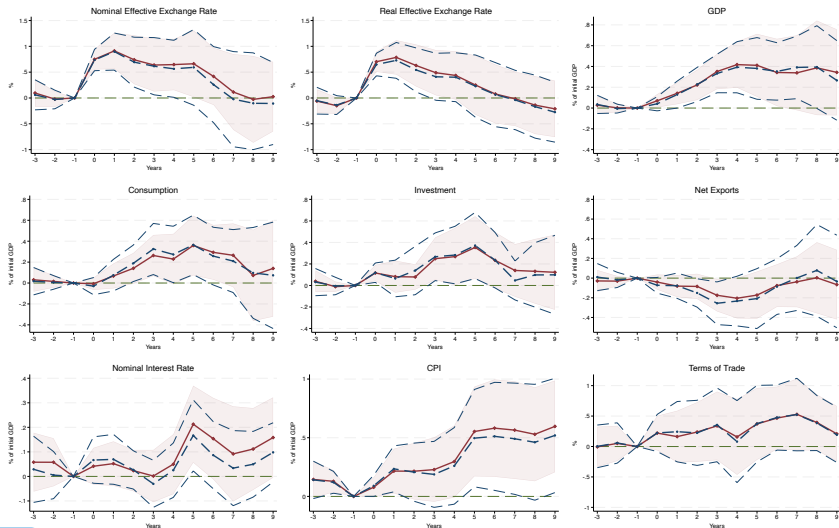 Nominal Effective Exchange Rate
Real Effective Exchange Rate
GDP
1.5
1
.5
0
-.5
-1
%
-3 -2 -1 0 1 2 3 4 5 6 7 8 9
Years
1.5
1
.5
0
-.5
-1
%
-3 -2 -1 0 1 2 3 4 5 6 7 8 9
Years
.8
.6
.4
.2
0
-.2
-.4
% of initial GDP
-3 -2 -1 0 1 2 3 4 5 6 7 8 9
Years
Consumption
Investment
Net Exports
.8
.6
.4
.2
0
-.2
-.4
% of initial GDP
-3 -2 -1 0 1 2 3 4 5 6 7 8 9
Years
.8
.6
.4
.2
0
-.2
-.4
% of initial GDP
-3 -2 -1 0 1 2 3 4 5 6 7 8 9
Years
.8
.6
.4
.2
0
-.2
-.4
% of initial GDP
-3 -2 -1 0 1 2 3 4 5 6 7 8 9
Years
Nominal Interest Rate
CPI
Terms of Trade
.4
.3
.2
.1
0
-.1
% of initial GDP
-3 -2 -1 0 1 2 3 4 5 6 7 8 9
Years
1
.5
0
% of initial GDP
-3 -2 -1 0 1 2 3 4 5 6 7 8 9
Years
1
.5
0
-.5
-1
%
-3 -2 -1 0 1 2 3 4 5 6 7 8 9
Years